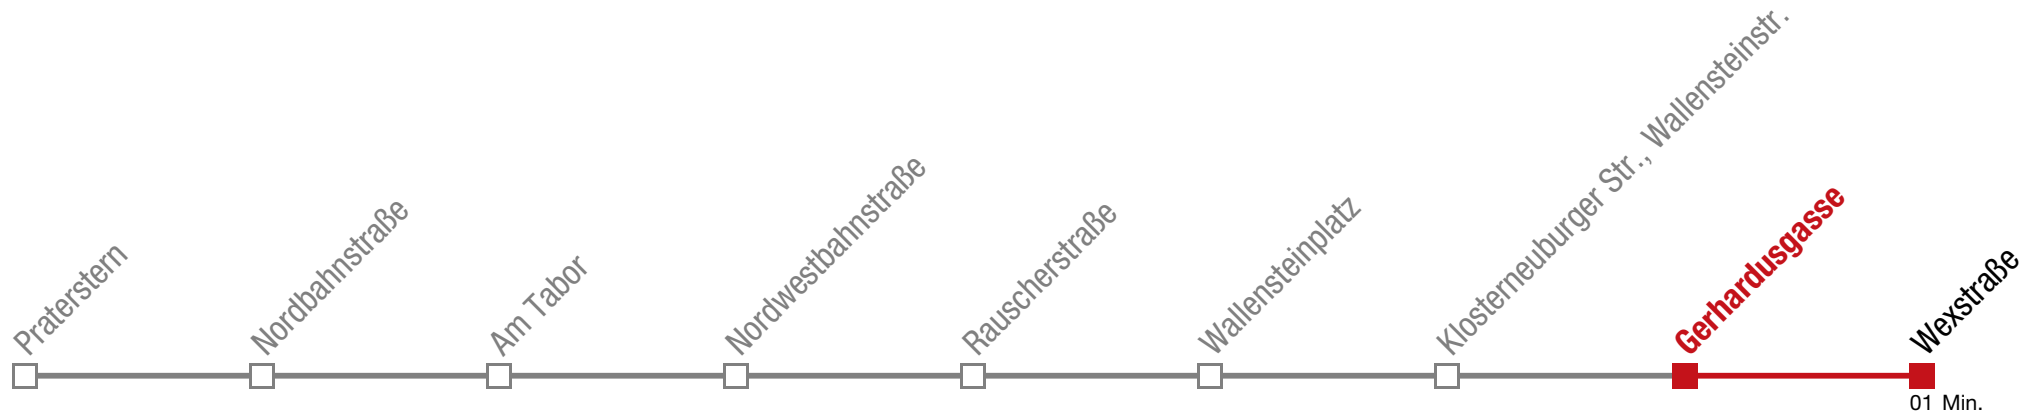 Praterstern
Nordbahnstraße
Am Tabor
Nordwestbahnstraße
Rauscherstraße
Wallensteinplatz
Klosterneuburger Str., Wallensteinstr.
Gerhardusgasse
Wexstraße
01 Min.